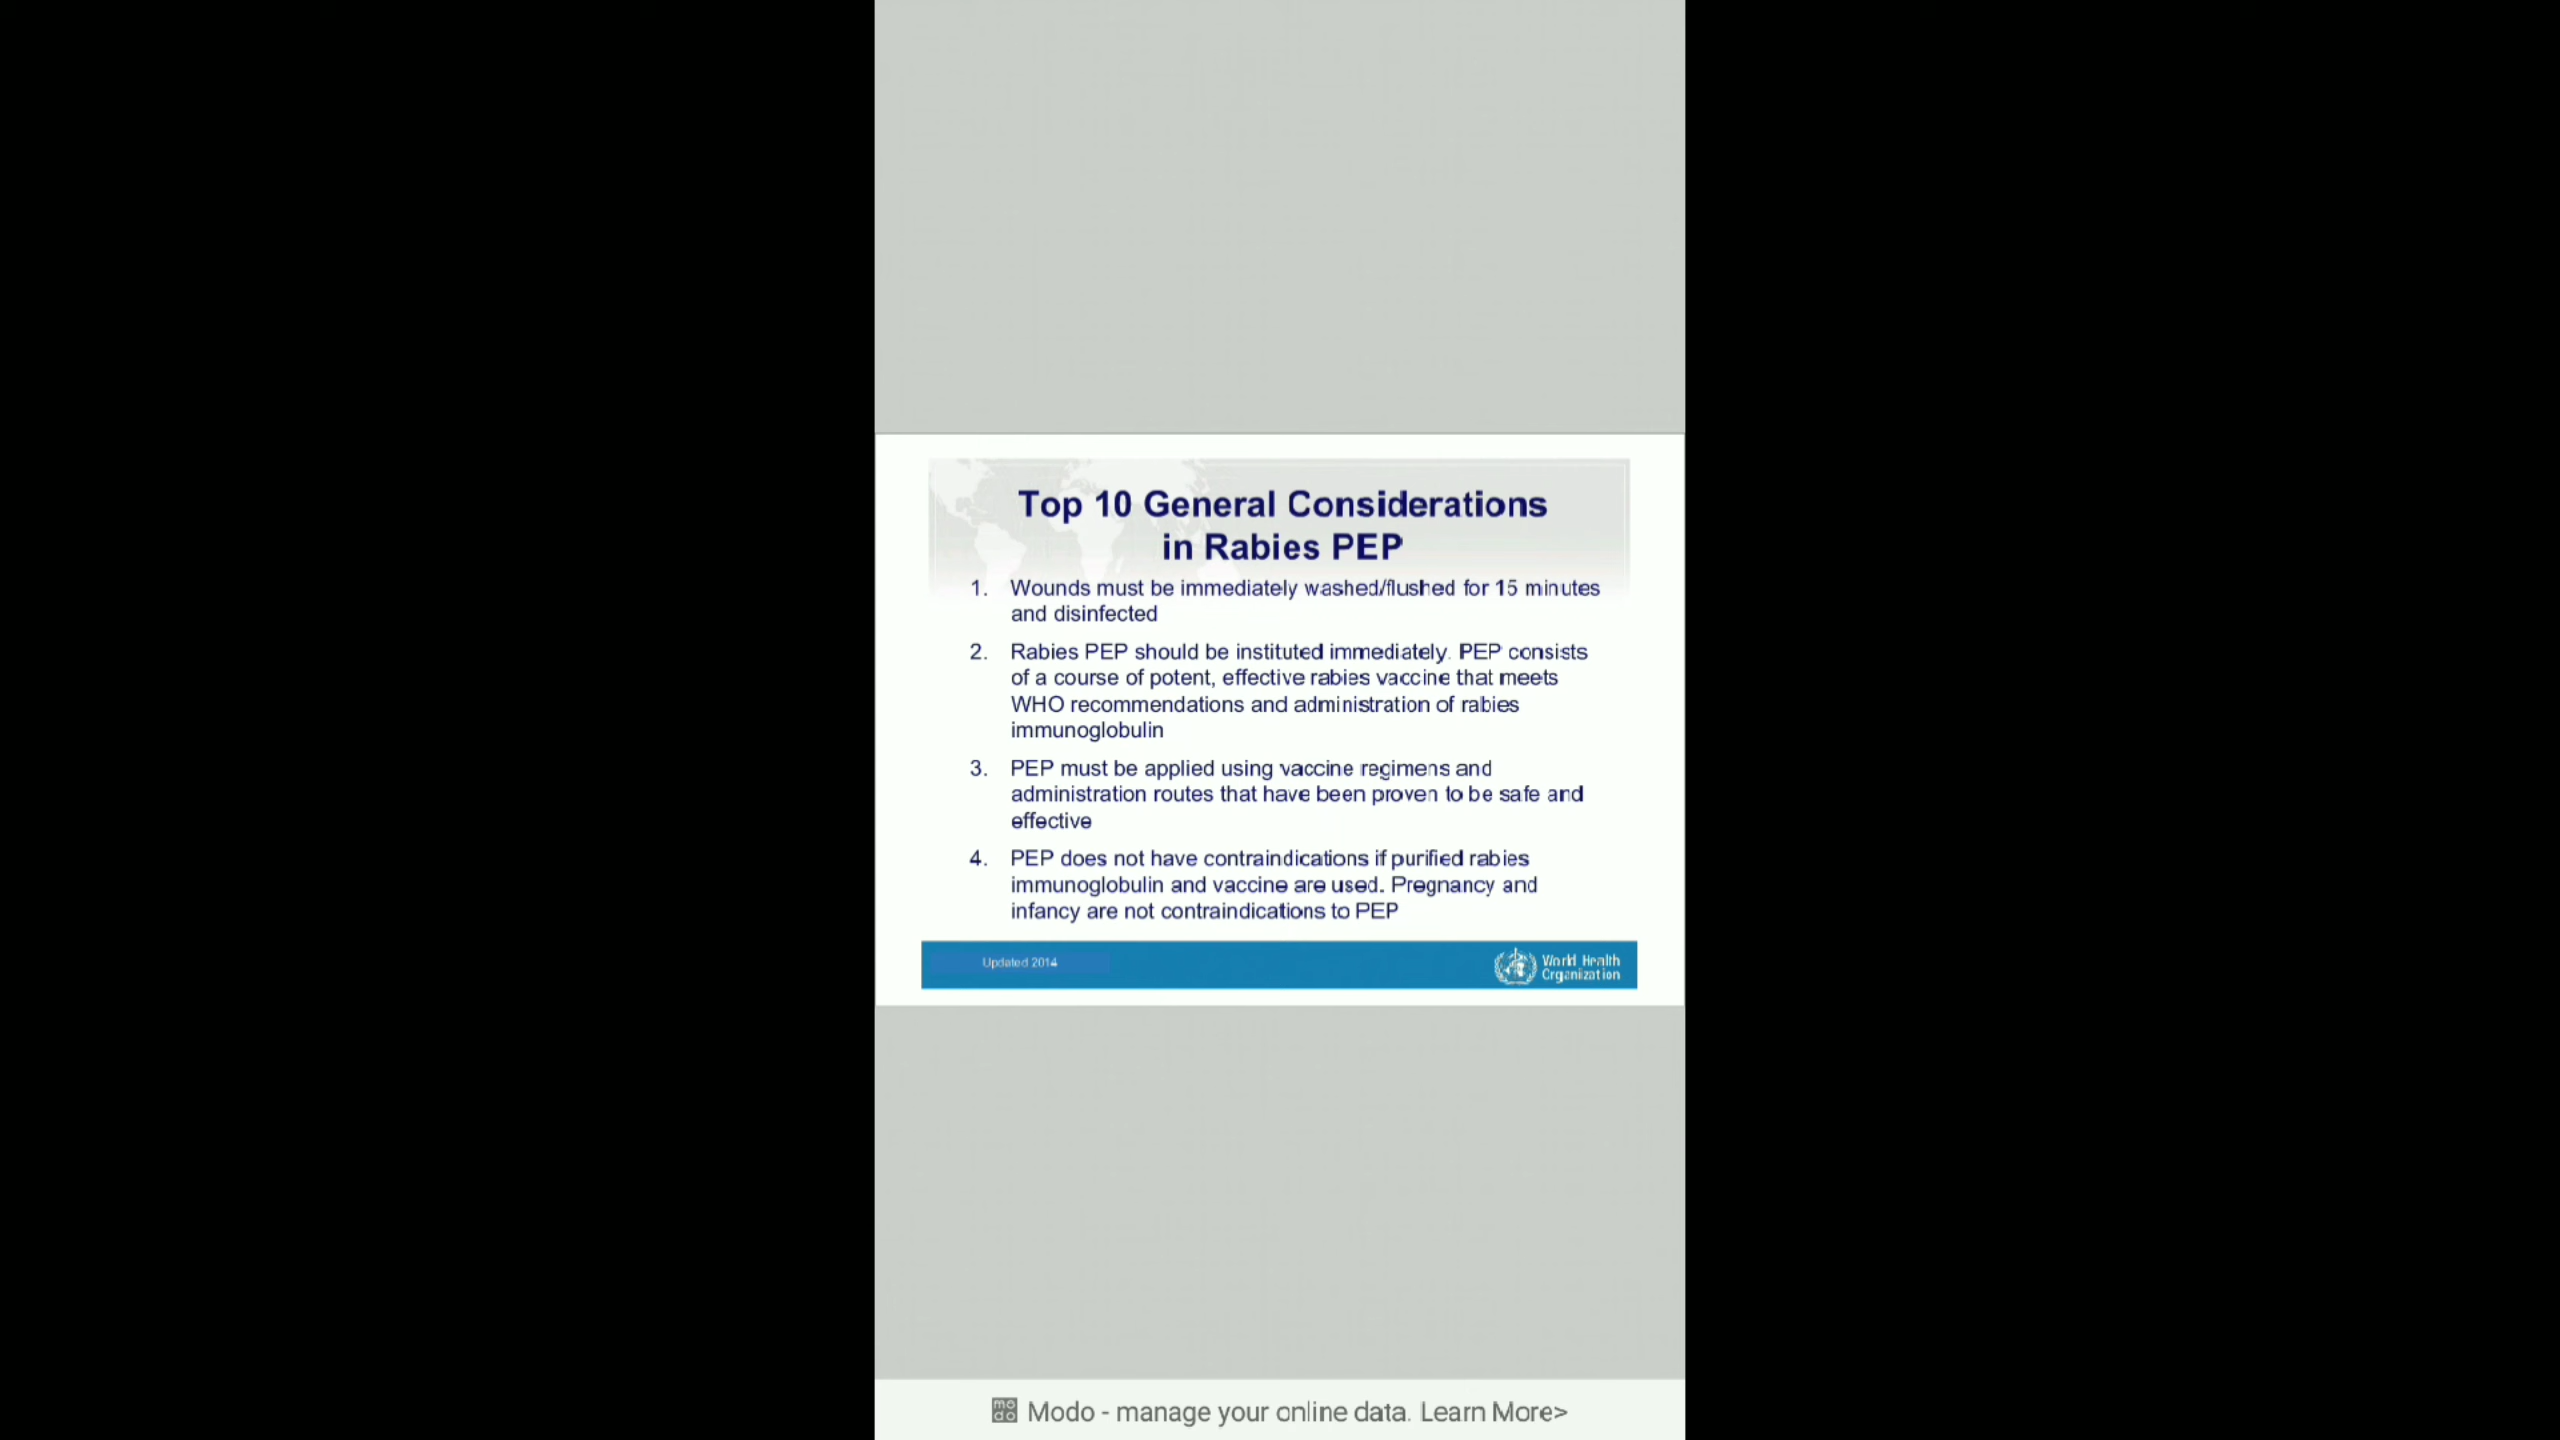 Top 10 General Considerations
in Rabies PEP
1. Wounds must be immediately washed/flushed for 15 minutes
and disinfected
2. Rabies PEP should be instituted immediately. PEP consists
of a course of potent, effective rabies vaccine that meets
WHO recommendations and administration of rabies
immunoglobulin
3. PEP must be applied using vaccine regimens and
administration routes that have been proven to be safe and
effective
4. PEP does not have contraindications if purified rabies
immunoglobulin and vaccine are used. Pregnancy and
infancy are not contraindications to PEP
Updated 2014
World Health
Organization
mo
do
Modo - manage your online data. Learn More>